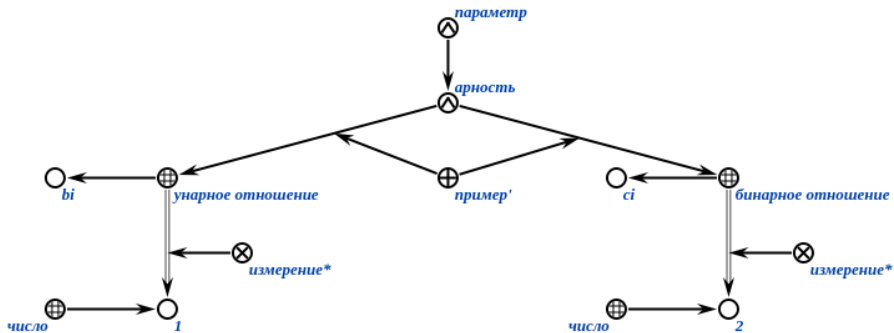 параметр
арность
bi
унарное отношение
пример'
ci
бинарное отношение
измерение*
измерение*
число
1
число
2